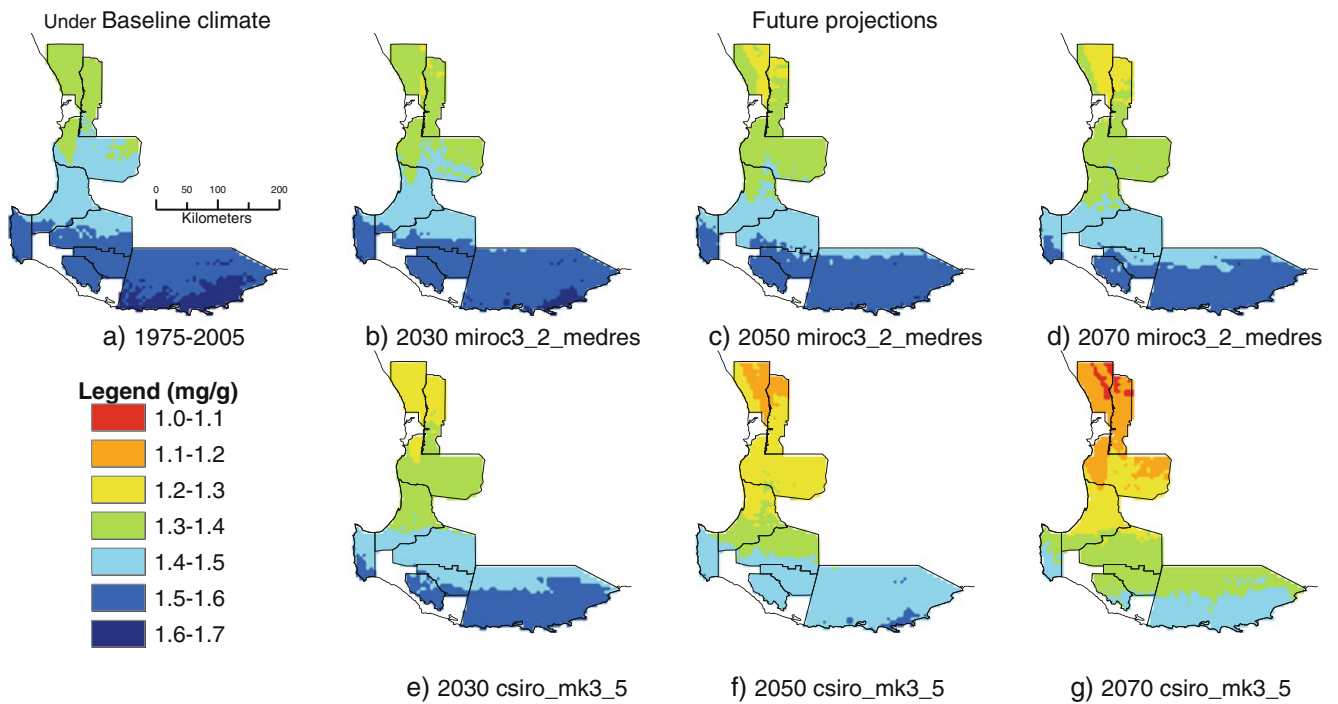 Under Baseline climate
Future projections
0 50 100 200
Kilometers
a) 1975-2005
b) 2030 miroc3_2_medres
c) 2050 miroc3_2_medres
d) 2070 miroc3_2_medres
Legend (mg/g)
1.0-1.1
1.1-1.2
1.2-1.3
1.3-1.4
1.4-1.5
1.5-1.6
1.6-1.7
e) 2030 csiro_mk3_5
f) 2050 csiro_mk3_5
g) 2070 csiro_mk3_5